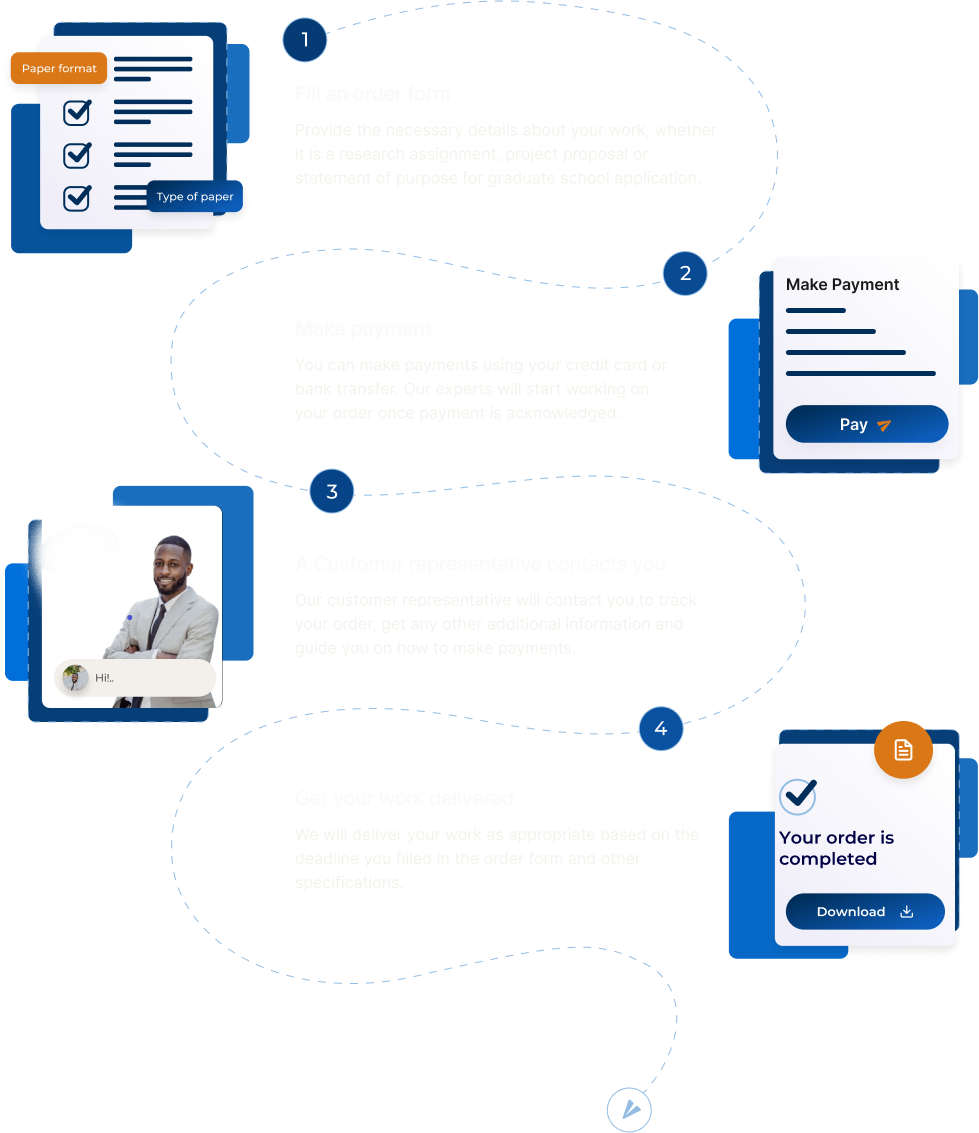 1
Paper format
Type of paper
Fill an order form
Provide the necessary details about your work, whether
it is a research assignment, project proposal or
statement of purpose for graduate school application.
2
Make payment
You can make payments using your credit card or
bank transfer. Our experts will start working on
your order once payment is acknowledged.
Make Payment
Pay
3
A Customer representative contacts you
Our customer representative will contact you to track
your order, get any other additional information and
guide you on how to make payments.
Hi!..
4
Get your work delivered
We will deliver your work as appropriate based on the
deadline you filled in the order form and other
specifications.
Your order is
completed
Download